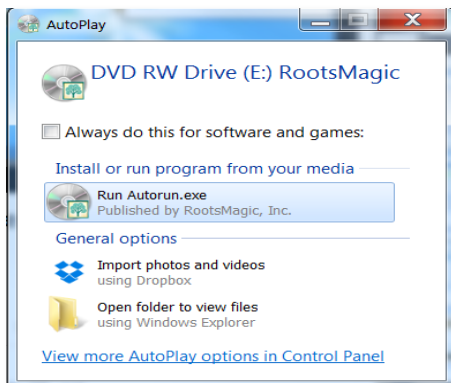 AutoPlay
DVD RW Drive (E:) RootsMagic
Always do this for software and games:
Install or run program from your media
Run Autorun.exe
Published by RootsMagic, Inc.
General options
Import photos and videos
using Dropbox
Open folder to view files
using Windows Explorer
View more AutoPlay options in Control Panel